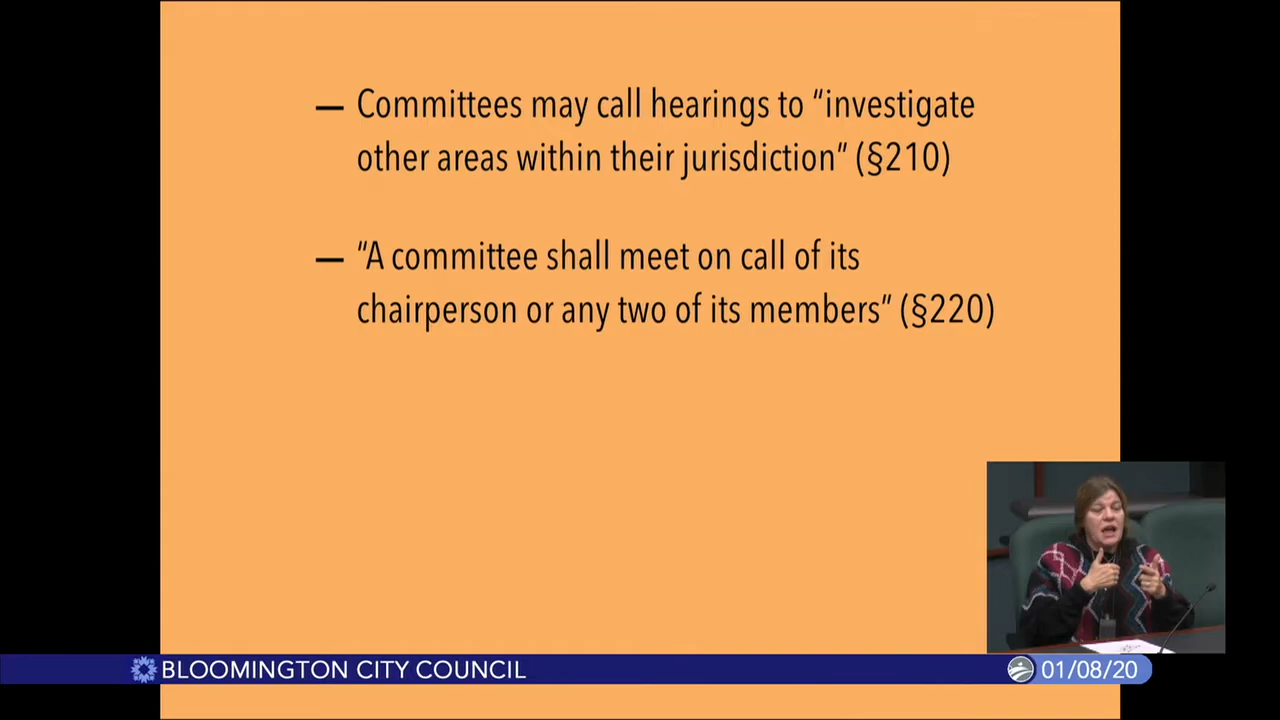 — Committees may call hearings to “investigate
other areas within their jurisdiction” (§210)
— “A committee shall meet on call of its
chairperson or any two of its members” (§220)
BLOOMINGTON CITY COUNCIL
01/08/20